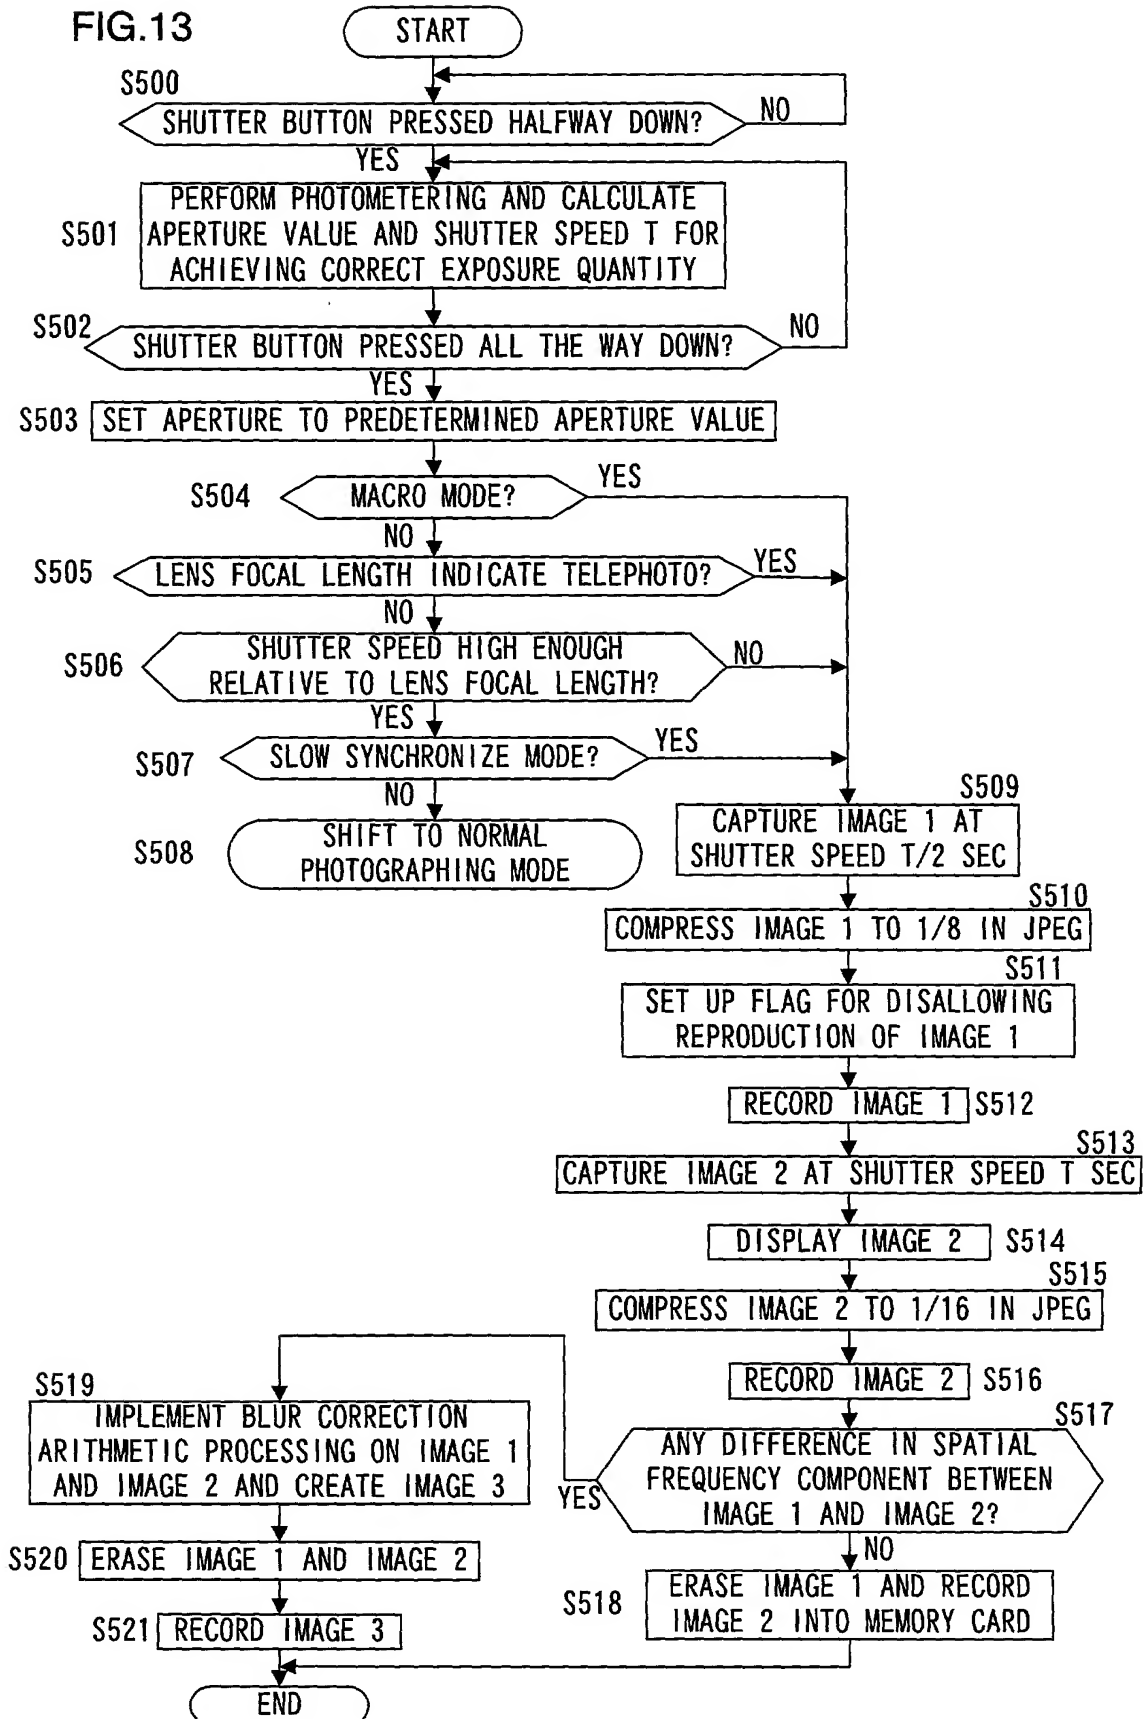 FIG.13
START
S500
SHUTTER BUTTON PRESSED HALFWAY DOWN?
NO
YES
S501
PERFORM PHOTOMETERING AND CALCULATE
APERTURE VALUE AND SHUTTER SPEED T FOR
ACHIEVING CORRECT EXPOSURE QUANTITY
S502
SHUTTER BUTTON PRESSED ALL THE WAY DOWN?
NO
YES
S503
SET APERTURE TO PREDETERMINED APERTURE VALUE
S504
MACRO MODE?
YES
NO
S505
LENS FOCAL LENGTH INDICATE TELEPHOTO?
YES
NO
S506
SHUTTER SPEED HIGH ENOUGH
RELATIVE TO LENS FOCAL LENGTH?
NO
YES
S507
SLOW SYNCHRONIZE MODE?
YES
NO
S508
SHIFT TO NORMAL
PHOTOGRAPHING MODE
S509
CAPTURE IMAGE 1 AT
SHUTTER SPEED T/2 SEC
S510
COMPRESS IMAGE 1 TO 1/8 IN JPEG
S511
SET UP FLAG FOR DISALLOWING
REPRODUCTION OF IMAGE 1
RECORD IMAGE 1
S512
S513
CAPTURE IMAGE 2 AT SHUTTER SPEED T SEC
DISPLAY IMAGE 2
S514
S515
COMPRESS IMAGE 2 TO 1/16 IN JPEG
RECORD IMAGE 2
S516
S517
ANY DIFFERENCE IN SPATIAL
FREQUENCY COMPONENT BETWEEN
IMAGE 1 AND IMAGE 2?
YES
NO
S518
ERASE IMAGE 1 AND RECORD
IMAGE 2 INTO MEMORY CARD
S519
IMPLEMENT BLUR CORRECTION
ARITHMETIC PROCESSING ON IMAGE 1
AND IMAGE 2 AND CREATE IMAGE 3
S520
ERASE IMAGE 1 AND IMAGE 2
S521
RECORD IMAGE 3
END